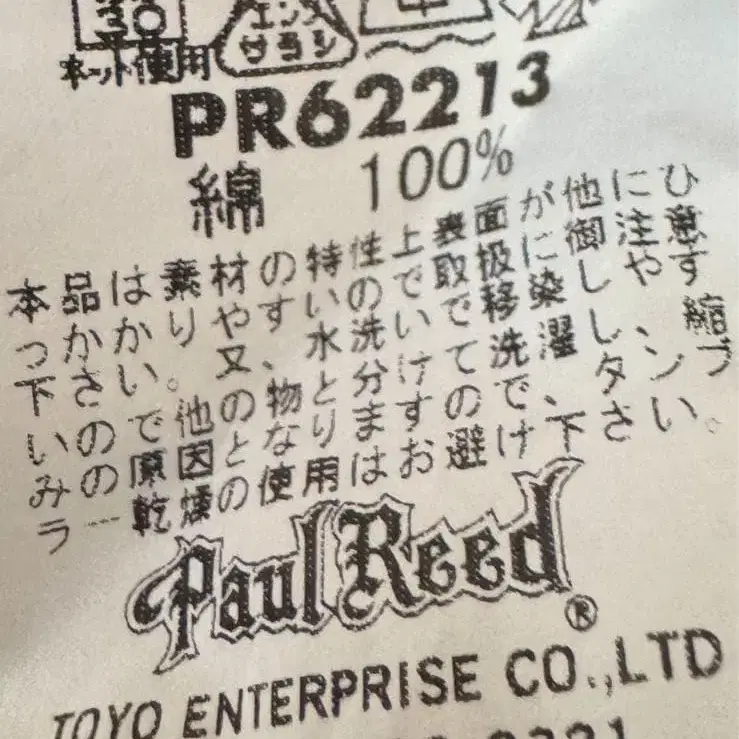 30
ネット使用
エンソ
サラシ
中
PR62213
綿 100%
本品は素材の特性上表面が他にひ
っかかりやすいので取扱に御注意
下さい。又、水洗いで移染しやす
いので他の物と分けて洗濯し、縮
みの原因となりますので、タンブ
ラー乾燥の使用はお避け下さい。
Paul Reed®
TOYO ENTERPRISE CO.,LTD